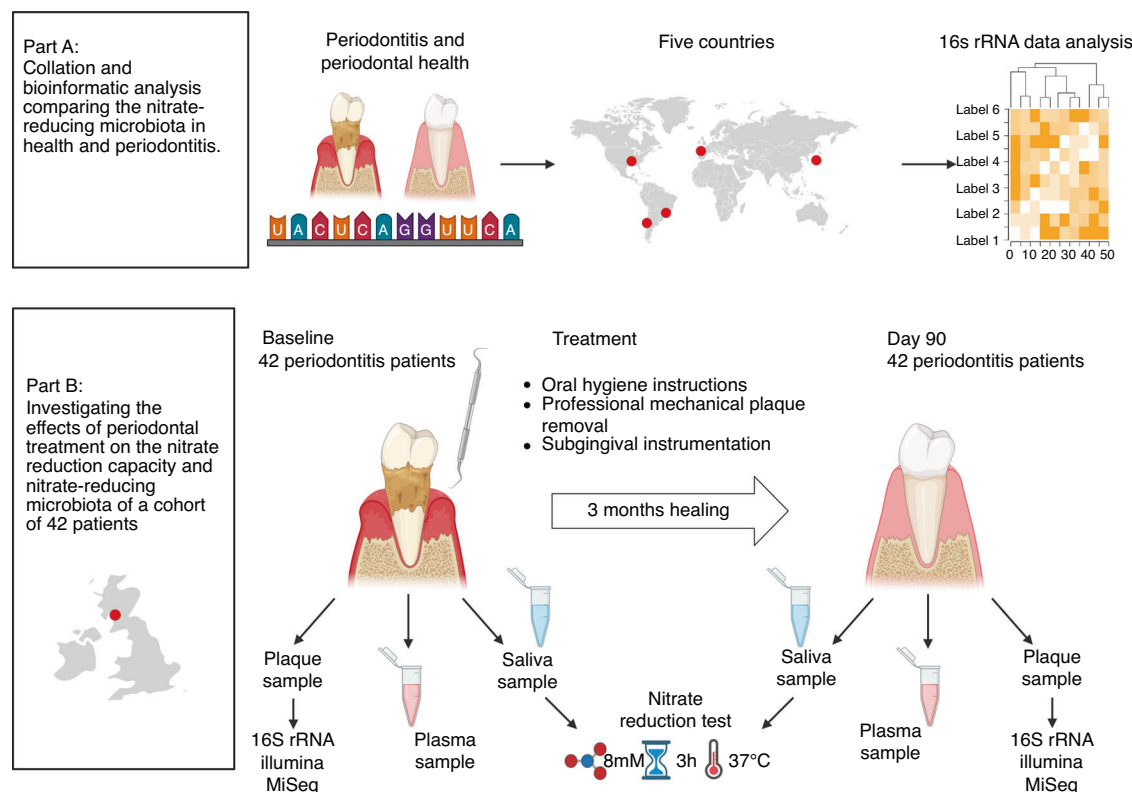 Part A:
Collation and
bioinformatic analysis
comparing the nitrate-
reducing microbiota in
health and periodontitis.
Periodontitis and
periodontal health
U A C U C A G G U U C A
Five countries
16s rRNA data analysis
Label 6
Label 5
Label 4
Label 3
Label 2
Label 1
0 10 20 30 40 50
Part B:
Investigating the
effects of periodontal
treatment on the nitrate
reduction capacity and
nitrate-reducing
microbiota of a cohort
of 42 patients
Baseline
42 periodontitis patients
Treatment
• Oral hygiene instructions
• Professional mechanical plaque
removal
• Subgingival instrumentation
3 months healing
Day 90
42 periodontitis patients
Plaque
sample
16S rRNA
illumina
MiSeq
Plasma
sample
Saliva
sample
Nitrate
reduction test
8mM 3h 37°C
Saliva
sample
Plasma
sample
Plaque
sample
16S rRNA
illumina
MiSeq